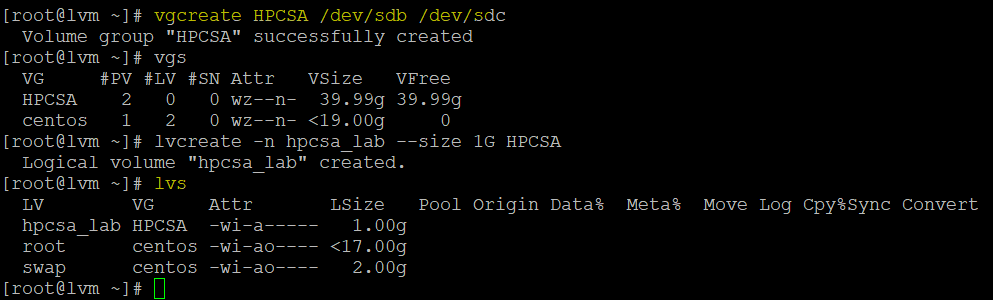 [root@lvm ~]# vgcreate HPCSA /dev/sdb /dev/sdc
  Volume group "HPCSA" successfully created
[root@lvm ~]# vgs
  VG     #PV #LV #SN Attr   VSize   VFree
  HPCSA    2   0   0 wz--n-  39.99g 39.99g
  centos   1   2   0 wz--n- <19.00g     0
[root@lvm ~]# lvcreate -n hpcsa_lab --size 1G HPCSA
  Logical volume "hpcsa_lab" created.
[root@lvm ~]# lvs
  LV        VG     Attr       LSize   Pool Origin Data%  Meta%  Move Log Cpy%Sync Convert
  hpcsa_lab HPCSA  -wi-a-----   1.00g
  root      centos -wi-ao---- <17.00g
  swap      centos -wi-ao----   2.00g
[root@lvm ~]#